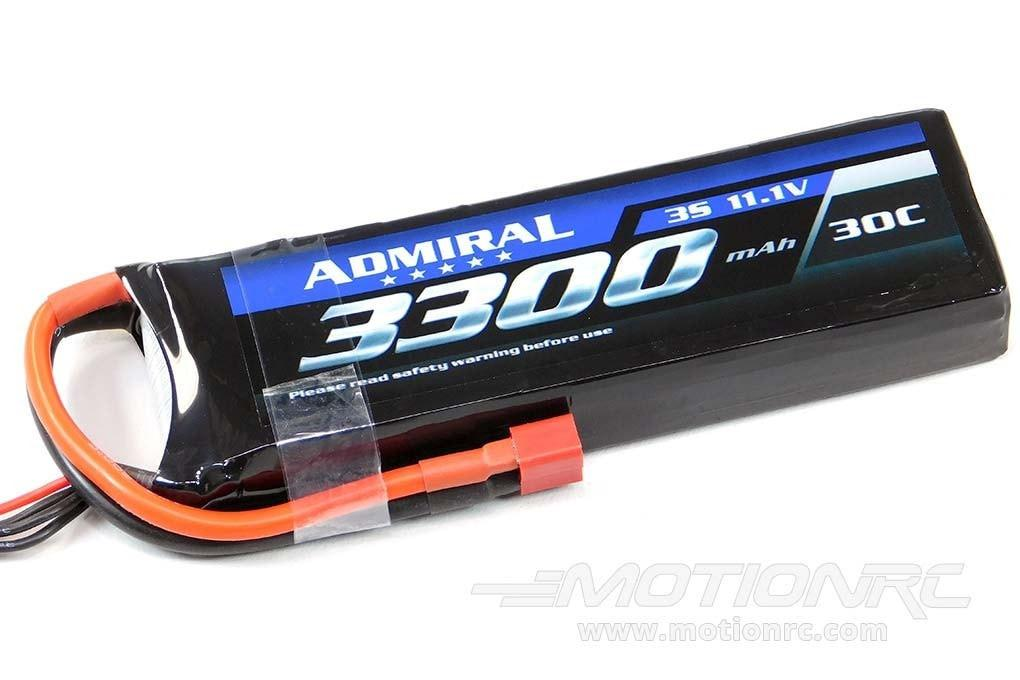 ADMIRAL
3S 11.1V
3300 mAh
30C
Please read safety warning before use
MOTIONRC
www.motionrc.com